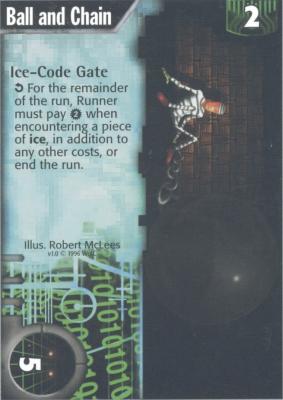 Ball and Chain
2
Ice-Code Gate
➲ For the remainder
of the run, Runner
must pay ❷ when
encountering a piece
of ice, in addition to
any other costs, or
end the run.
Illus. Robert McLees
v1.0 © 1996 WotC
5